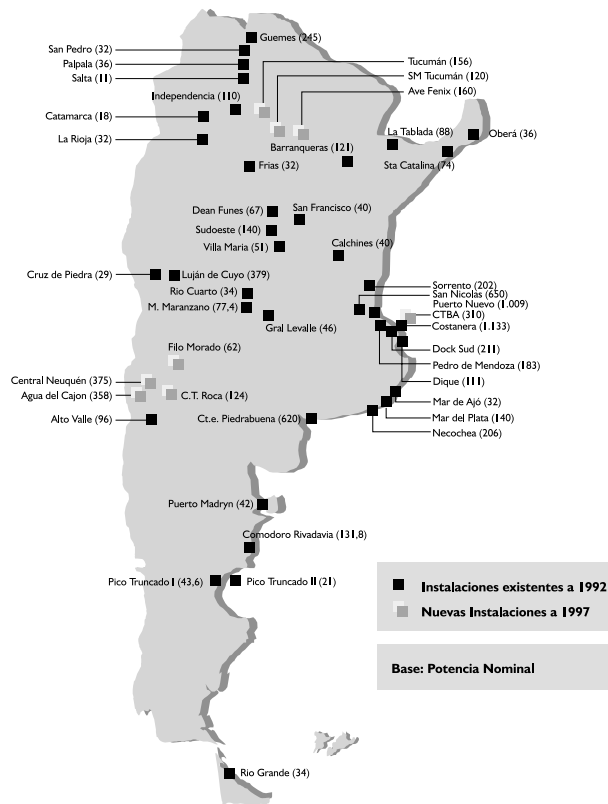 Guemes (245)
San Pedro (32)
Palpala (36)
Salta (11)
Tucumán (156)
SM Tucumán (120)
Ave Fenix (160)
Independencia (110)
Catamarca (18)
La Rioja (32)
Barranqueras (121)
La Tablada (88)
Oberá (36)
Frias (32)
Sta Catalina (74)
Dean Funes (67)
San Francisco (40)
Sudoeste (140)
Villa Maria (51)
Calchines (40)
Cruz de Piedra (29)
Luján de Cuyo (379)
Rio Cuarto (34)
M. Maranzano (77,4)
Gral Levalle (46)
Sorrento (202)
San Nicolás (650)
Puerto Nuevo (1.009)
CTBA (310)
Costanera (1.133)
Dock Sud (211)
Pedro de Mendoza (183)
Dique (111)
Mar de Ajó (32)
Mar del Plata (140)
Necochea (206)
Filo Morado (62)
Central Neuquén (375)
Agua del Cajon (358)
C.T. Roca (124)
Alto Valle (96)
Ct.e. Piedrabuena (620)
Puerto Madryn (42)
Comodoro Rivadavia (131,8)
Pico Truncado I (43,6)
Pico Truncado II (21)
Instalaciones existentes a 1992
Nuevas Instalaciones a 1997
Base: Potencia Nominal
Rio Grande (34)